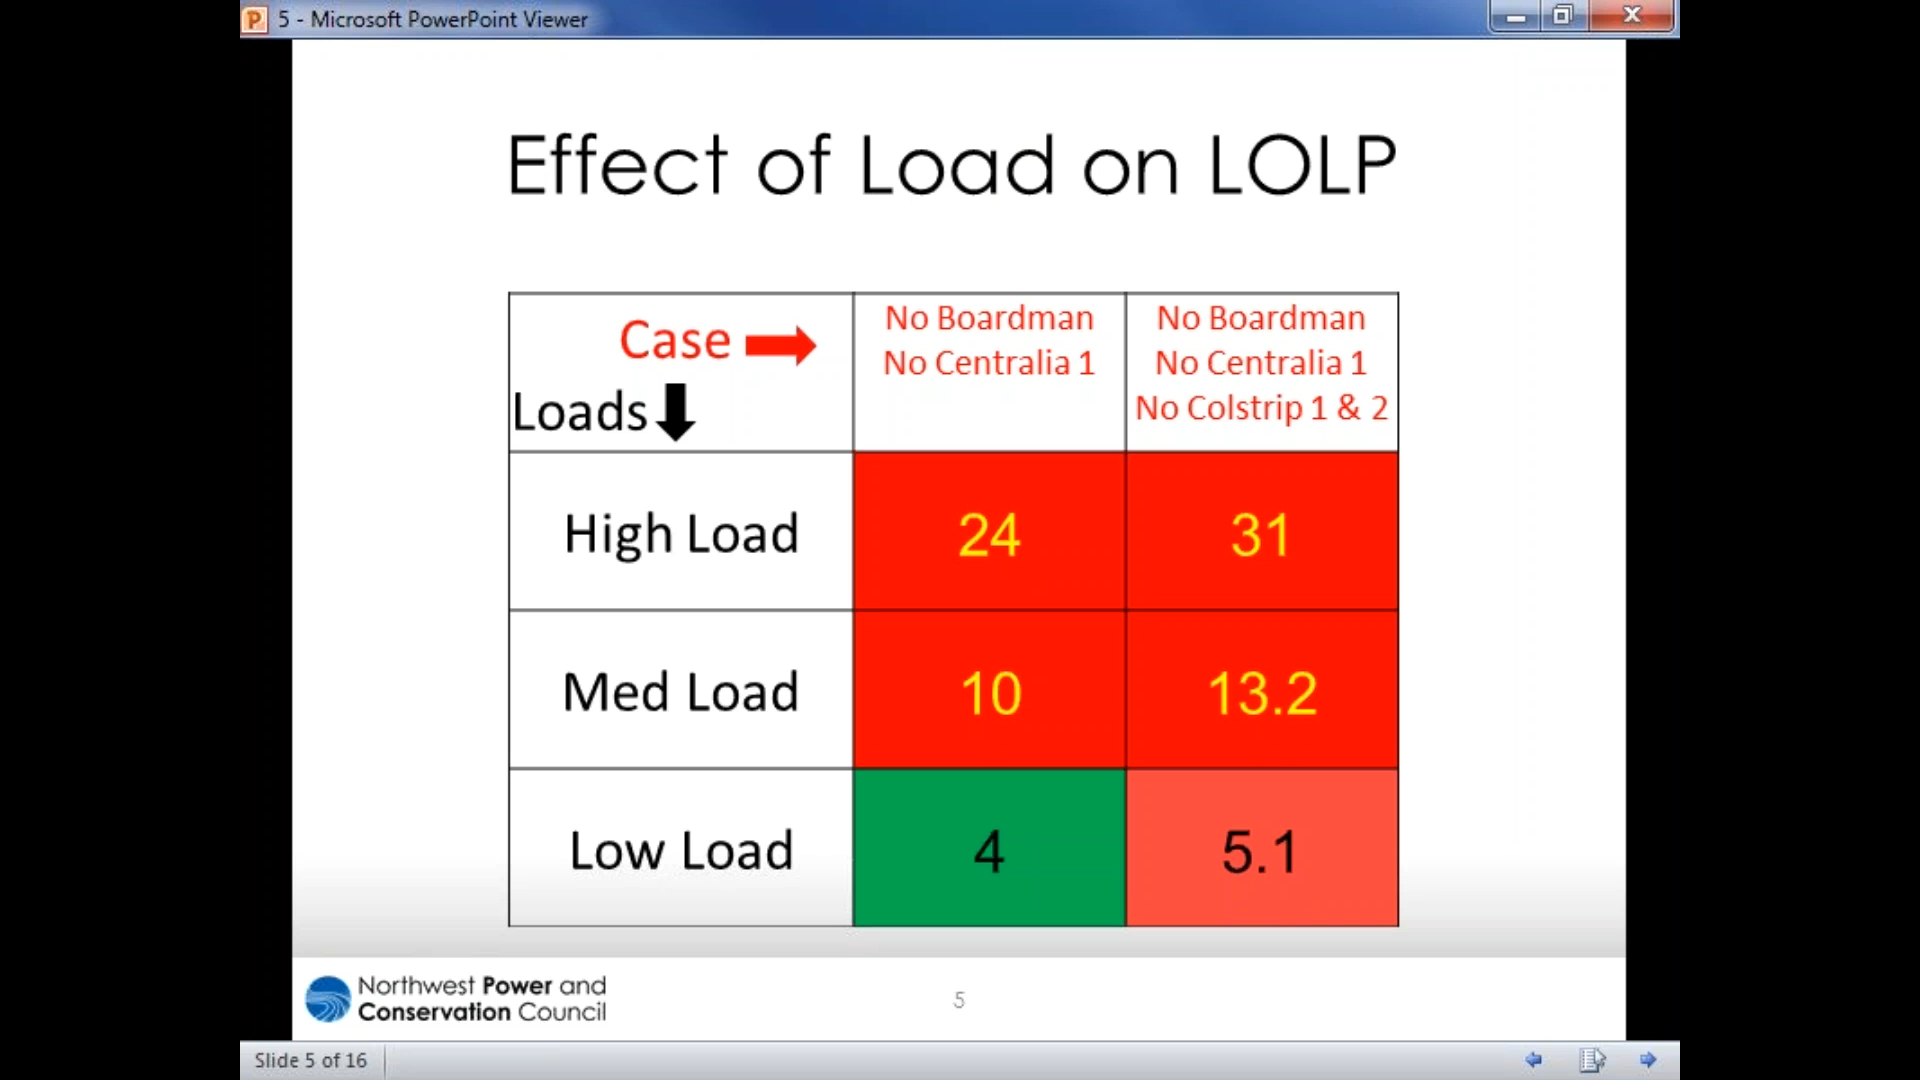 5 - Microsoft PowerPoint Viewer
Effect of Load on LOLP
Case
Loads
No Boardman
No Centralia 1
No Boardman
No Centralia 1
No Colstrip 1 & 2
High Load
24
31
Med Load
10
13.2
Low Load
4
5.1
Northwest Power and
Conservation Council
5
Slide 5 of 16